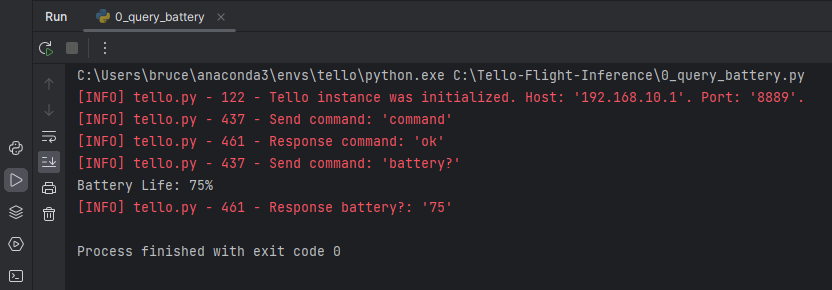 Run 0_query_battery
C:\Users\bruce\anaconda3\envs\tello\python.exe C:\Tello-Flight-Inference\0_query_battery.py
[INFO] tello.py - 122 - Tello instance was initialized. Host: '192.168.10.1'. Port: '8889'.
[INFO] tello.py - 437 - Send command: 'command'
[INFO] tello.py - 461 - Response command: 'ok'
[INFO] tello.py - 437 - Send command: 'battery?'
Battery Life: 75%
[INFO] tello.py - 461 - Response battery?: '75'
Process finished with exit code 0